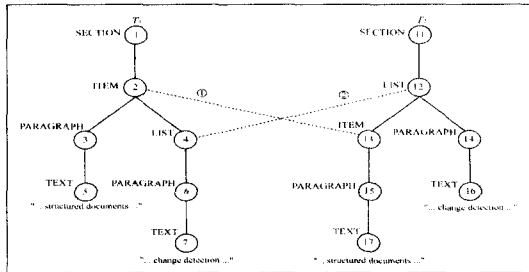 T₁ T₂
SECTION 1 SECTION 11
ITEM 2 ① ② LIST 12
PARAGRAPH 3 LIST 4 ITEM 13 PARAGRAPH 14
TEXT 5 PARAGRAPH 6 PARAGRAPH 15 TEXT 16
"... structured documents ..." "... change detection ..."
TEXT 7 TEXT 17
"... change detection ..." "... structured documents ..."